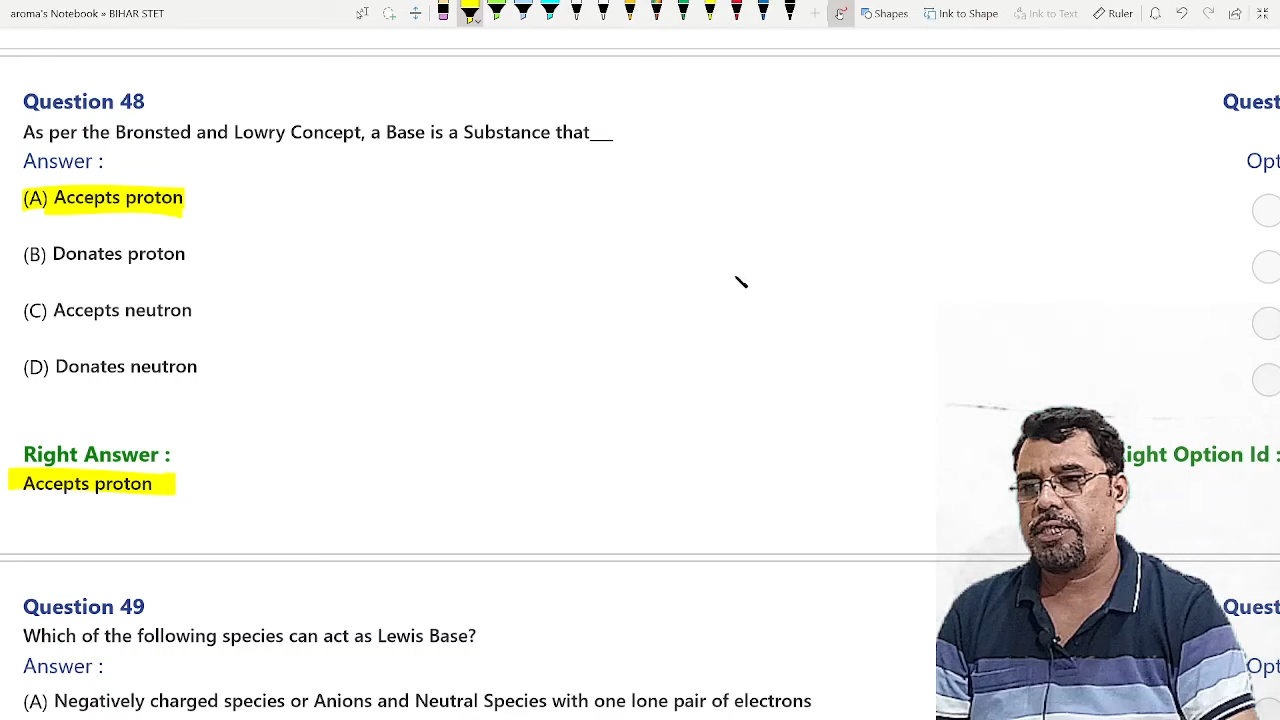 aroma's Notebook » BIHAR STET
Shapes
Ink to Shape
Ink to Text
Ruler
Question 48
As per the Bronsted and Lowry Concept, a Base is a Substance that___
Answer :
(A) Accepts proton
(B) Donates proton
(C) Accepts neutron
(D) Donates neutron
Right Answer :
Accepts proton
ight Option Id :
Question 49
Which of the following species can act as Lewis Base?
Answer :
(A) Negatively charged species or Anions and Neutral Species with one lone pair of electrons